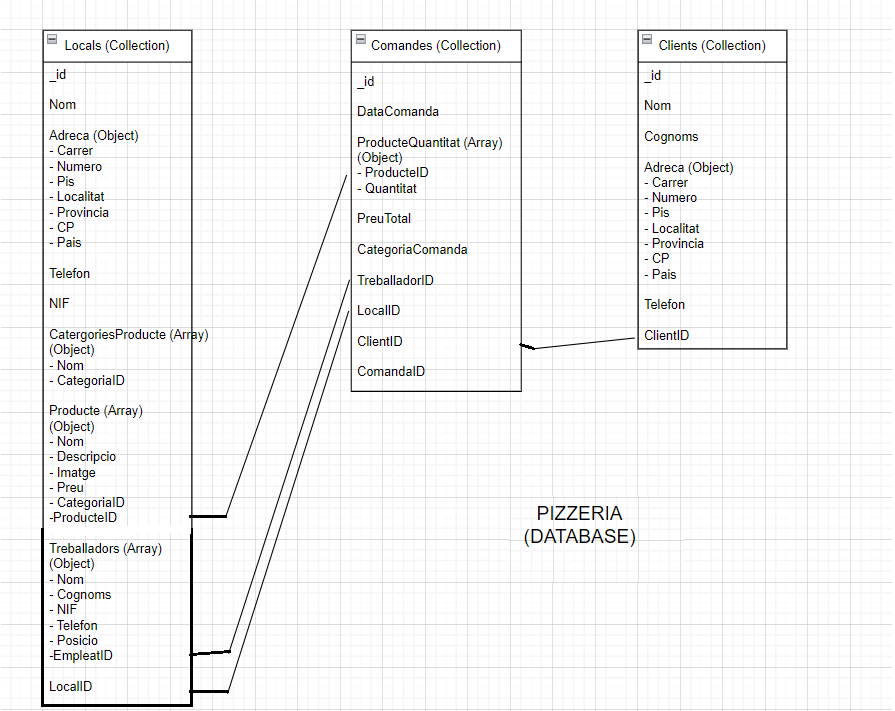 Locals (Collection)
_id
Nom
Adreca (Object)
- Carrer
- Numero
- Pis
- Localitat
- Provincia
- CP
- Pais
Telefon
NIF
CatergoriesProducte (Array)
(Object)
- Nom
- CategoriaID
Producte (Array)
(Object)
- Nom
- Descripcio
- Imatge
- Preu
- CategoriaID
-ProducteID
Treballadors (Array)
(Object)
- Nom
- Cognoms
- NIF
- Telefon
- Posicio
-EmpleatID
LocalID
Comandes (Collection)
_id
DataComanda
ProducteQuantitat (Array)
(Object)
- ProducteID
- Quantitat
PreuTotal
CategoriaComanda
TreballadorID
LocalID
ClientID
ComandaID
Clients (Collection)
_id
Nom
Cognoms
Adreca (Object)
- Carrer
- Numero
- Pis
- Localitat
- Provincia
- CP
- Pais
Telefon
ClientID
PIZZERIA
(DATABASE)